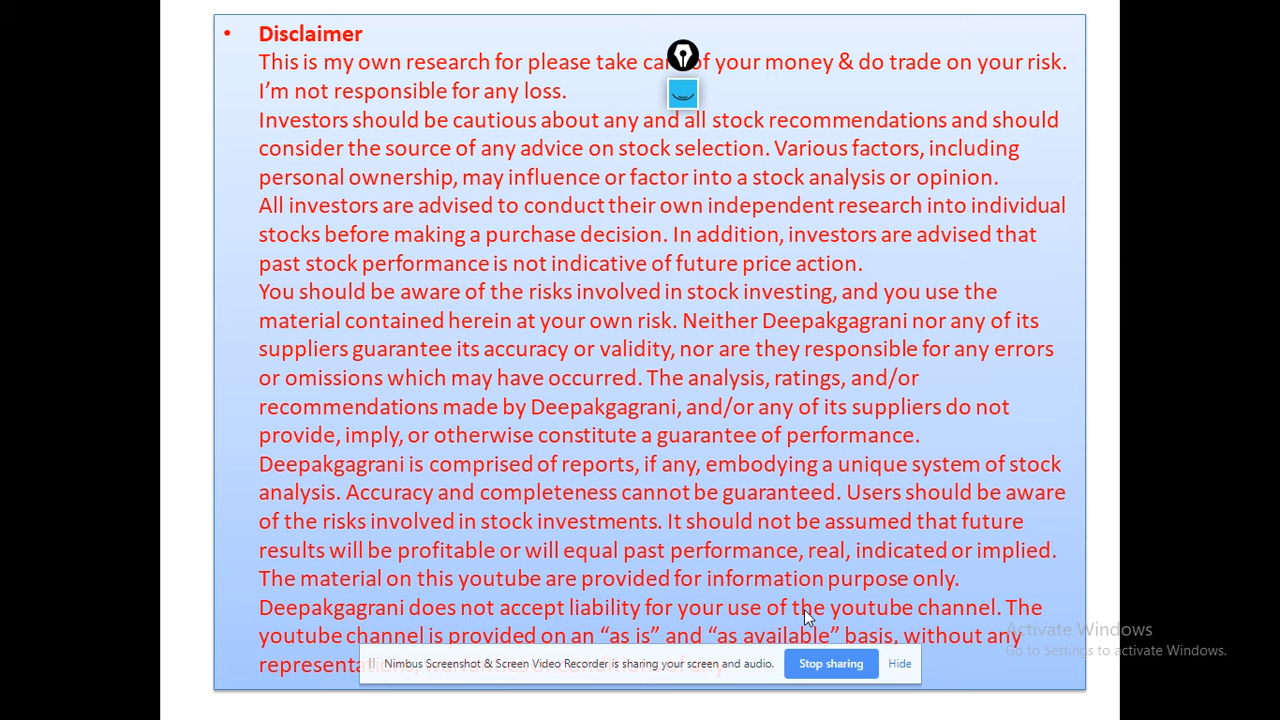 • Disclaimer
This is my own research for please take of your money & do trade on your risk.
I’m not responsible for any loss.
Investors should be cautious about any and all stock recommendations and should
consider the source of any advice on stock selection. Various factors, including
personal ownership, may influence or factor into a stock analysis or opinion.
All investors are advised to conduct their own independent research into individual
stocks before making a purchase decision. In addition, investors are advised that
past stock performance is not indicative of future price action.
You should be aware of the risks involved in stock investing, and you use the
material contained herein at your own risk. Neither Deepakgagrani nor any of its
suppliers guarantee its accuracy or validity, nor are they responsible for any errors
or omissions which may have occurred. The analysis, ratings, and/or
recommendations made by Deepakgagrani, and/or any of its suppliers do not
provide, imply, or otherwise constitute a guarantee of performance.
Deepakgagrani is comprised of reports, if any, embodying a unique system of stock
analysis. Accuracy and completeness cannot be guaranteed. Users should be aware
of the risks involved in stock investments. It should not be assumed that future
results will be profitable or will equal past performance, real, indicated or implied.
The material on this youtube are provided for information purpose only.
Deepakgagrani does not accept liability for your use of the youtube channel. The
youtube channel is provided on an “as is” and “as available” basis, without any
Nimbus Screenshot & Screen Video Recorder is sharing your screen and audio. Stop sharing Hide
Activate Windows
Go to Settings to activate Windows.